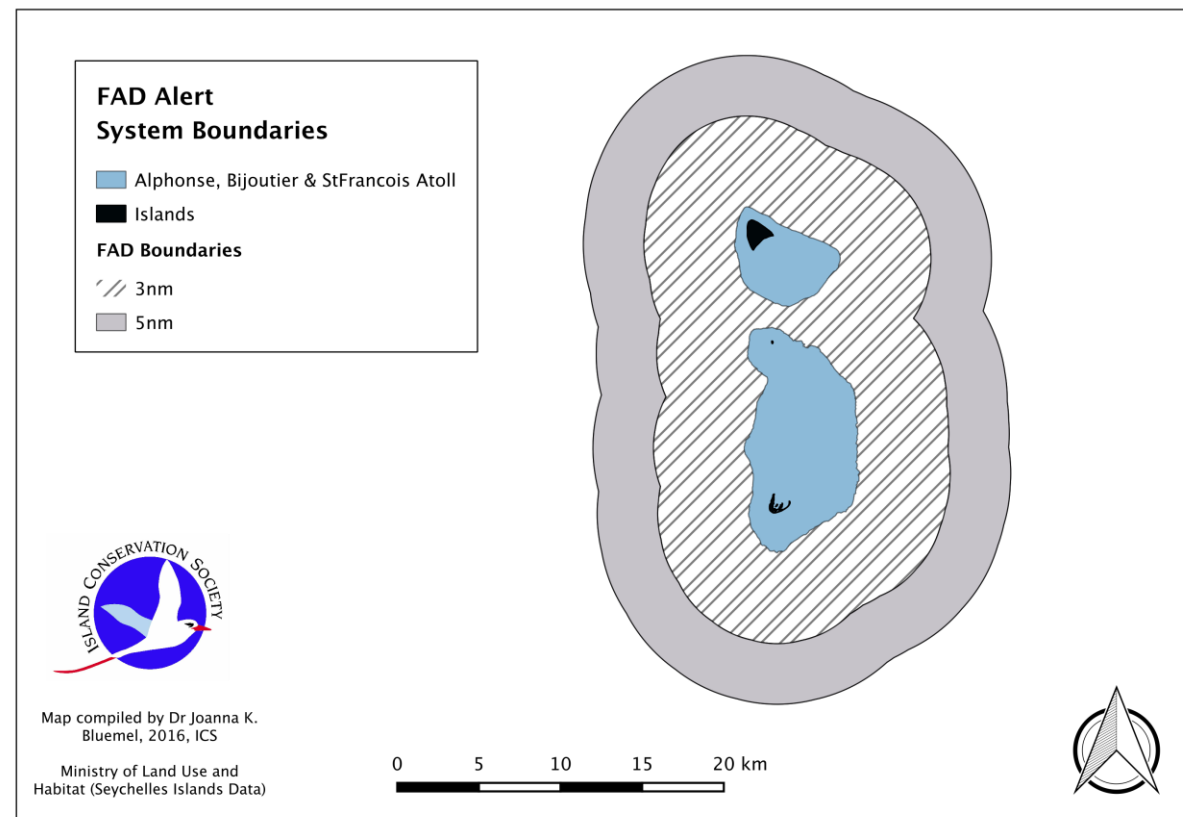 FAD Alert
System Boundaries
Alphonse, Bijoutier & StFrancois Atoll
Islands
FAD Boundaries
3nm
5nm
ISLAND CONSERVATION SOCIETY
Map compiled by Dr Joanna K.
Bluemel, 2016, ICS
Ministry of Land Use and
Habitat (Seychelles Islands Data)
0 5 10 15 20 km